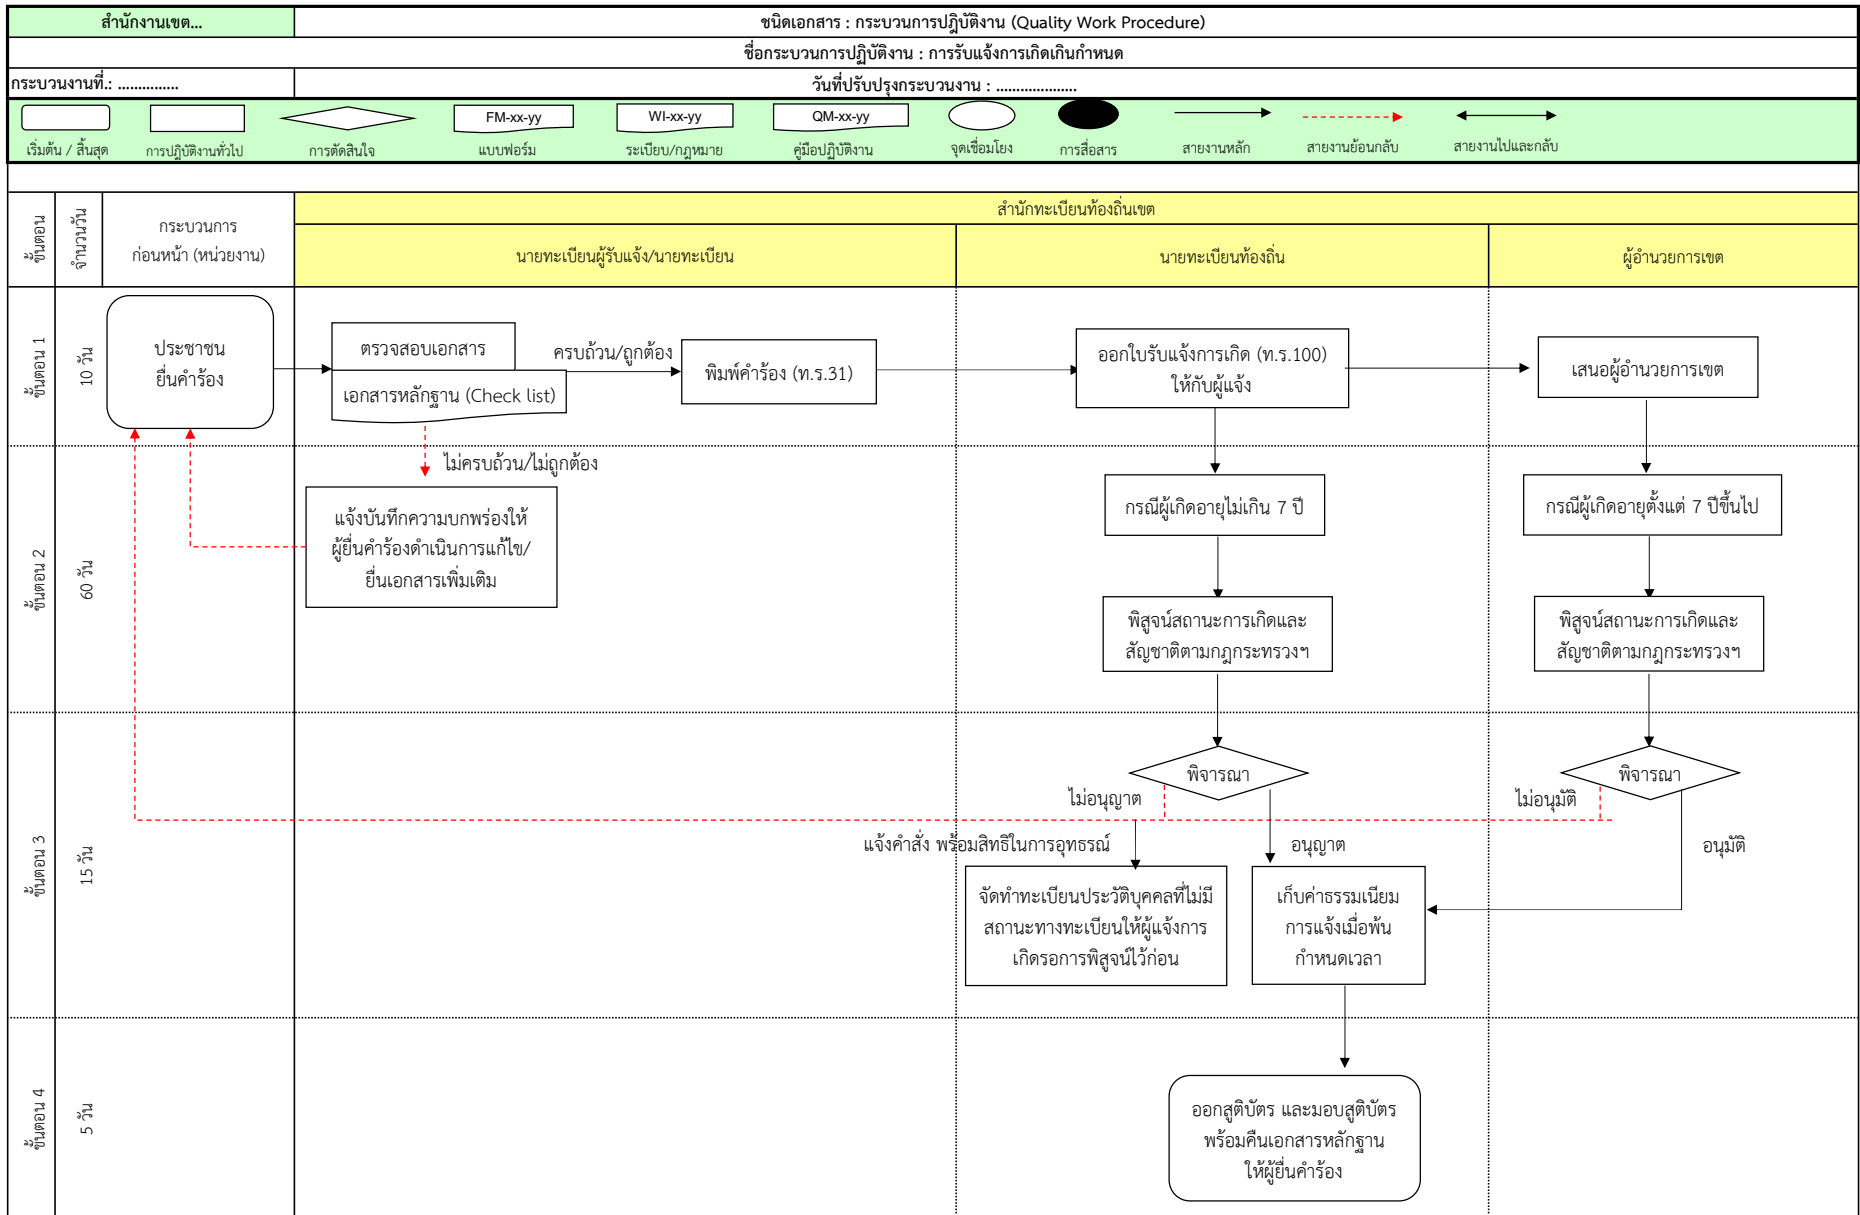 สำนักงานเขต...
ชนิดเอกสาร : กระบวนการปฏิบัติงาน (Quality Work Procedure)
ชื่อกระบวนการปฏิบัติงาน : การรับแจ้งการเกิดเกินกำหนด
กระบวนงานที่.: ...............
วันที่ปรับปรุงกระบวนงาน : ....................
FM-xx-yy
WI-xx-yy
QM-xx-yy
เริ่มต้น / สิ้นสุด
การปฏิบัติงานทั่วไป
การตัดสินใจ
แบบฟอร์ม
ระเบียบ/กฎหมาย
คู่มือปฏิบัติงาน
จุดเชื่อมโยง
การสื่อสาร
สายงานหลัก
สายงานย้อนกลับ
สายงานไปและกลับ
ขั้นตอน
จำนวนวัน
กระบวนการ
ก่อนหน้า (หน่วยงาน)
สำนักทะเบียนท้องถิ่นเขต
นายทะเบียนผู้รับแจ้ง/นายทะเบียน
นายทะเบียนท้องถิ่น
ผู้อำนวยการเขต
ขั้นตอน 1
10 วัน
ประชาชน
ยื่นคำร้อง
ตรวจสอบเอกสาร
เอกสารหลักฐาน (Check list)
ครบถ้วน/ถูกต้อง
พิมพ์คำร้อง (ท.ร.31)
ออกใบรับแจ้งการเกิด (ท.ร.100)
ให้กับผู้แจ้ง
เสนอผู้อำนวยการเขต
ขั้นตอน 2
60 วัน
ไม่ครบถ้วน/ไม่ถูกต้อง
แจ้งบันทึกความบกพร่องให้
ผู้ยื่นคำร้องดำเนินการแก้ไข/
ยื่นเอกสารเพิ่มเติม
กรณีผู้เกิดอายุไม่เกิน 7 ปี
กรณีผู้เกิดอายุตั้งแต่ 7 ปีขึ้นไป
พิสูจน์สถานะการเกิดและ
สัญชาติตามกฎกระทรวงฯ
พิสูจน์สถานะการเกิดและ
สัญชาติตามกฎกระทรวงฯ
ขั้นตอน 3
15 วัน
พิจารณา
พิจารณา
ไม่อนุญาต
ไม่อนุมัติ
แจ้งคำสั่ง พร้อมสิทธิในการอุทธรณ์
อนุญาต
อนุมัติ
จัดทำทะเบียนประวัติบุคคลที่ไม่มี
สถานะทางทะเบียนให้ผู้แจ้งการ
เกิดรอการพิสูจน์ไว้ก่อน
เก็บค่าธรรมเนียม
การแจ้งเมื่อพ้น
กำหนดเวลา
ขั้นตอน 4
5 วัน
ออกสูติบัตร และมอบสูติบัตร
พร้อมคืนเอกสารหลักฐาน
ให้ผู้ยื่นคำร้อง